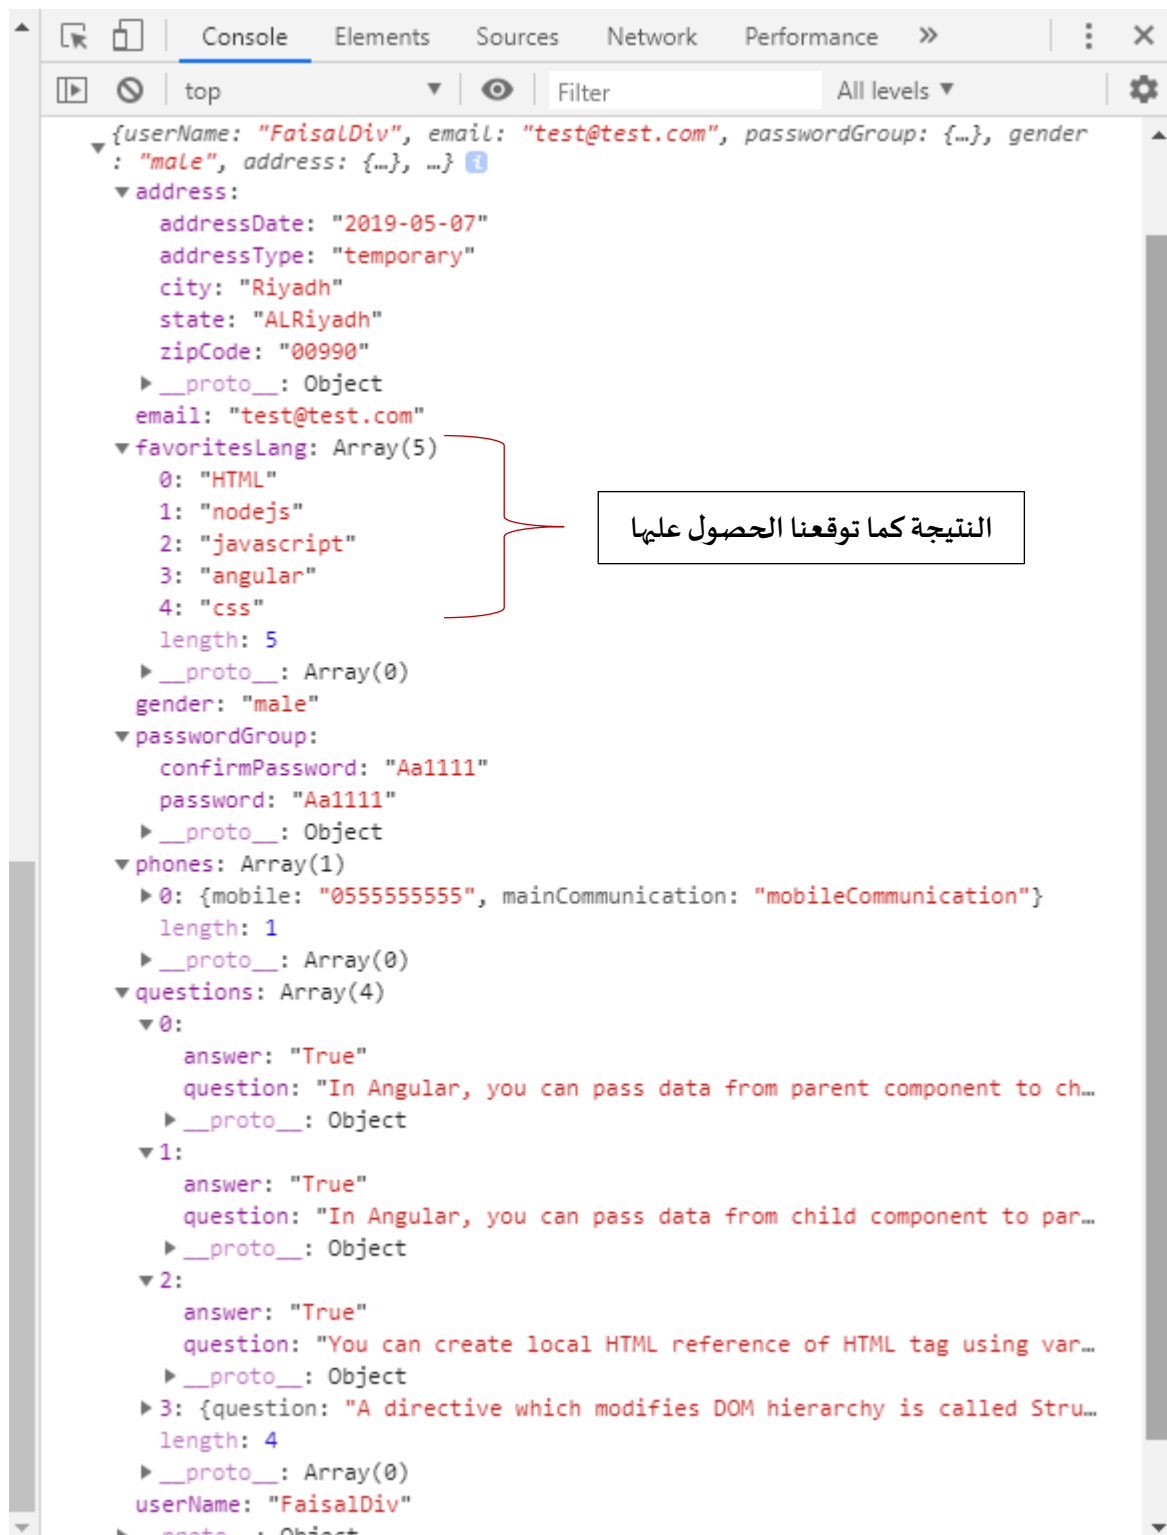 Console Elements Sources Network Performance »
top Filter All levels ▼
{userName: "FaisalDiv", email: "test@test.com", passwordGroup: {…}, gender
: "male", address: {…}, …}
▼address:
addressDate: "2019-05-07"
addressType: "temporary"
city: "Riyadh"
state: "ALRiyadh"
zipCode: "00990"
▶__proto__: Object
email: "test@test.com"
▼favoritesLang: Array(5)
0: "HTML"
1: "nodejs"
2: "javascript"
3: "angular"
4: "css"
النتيجة كما توقعنا الحصول عليها
length: 5
▶__proto__: Array(0)
gender: "male"
▼passwordGroup:
confirmPassword: "Aa1111"
password: "Aa1111"
▶__proto__: Object
▼phones: Array(1)
▶0: {mobile: "0555555555", mainCommunication: "mobileCommunication"}
length: 1
▶__proto__: Array(0)
▼questions: Array(4)
▼0:
answer: "True"
question: "In Angular, you can pass data from parent component to ch…
▶__proto__: Object
▼1:
answer: "True"
question: "In Angular, you can pass data from child component to par…
▶__proto__: Object
▼2:
answer: "True"
question: "You can create local HTML reference of HTML tag using var…
▶__proto__: Object
▶3: {question: "A directive which modifies DOM hierarchy is called Stru…
length: 4
▶__proto__: Array(0)
userName: "FaisalDiv"
▶__proto__: Object